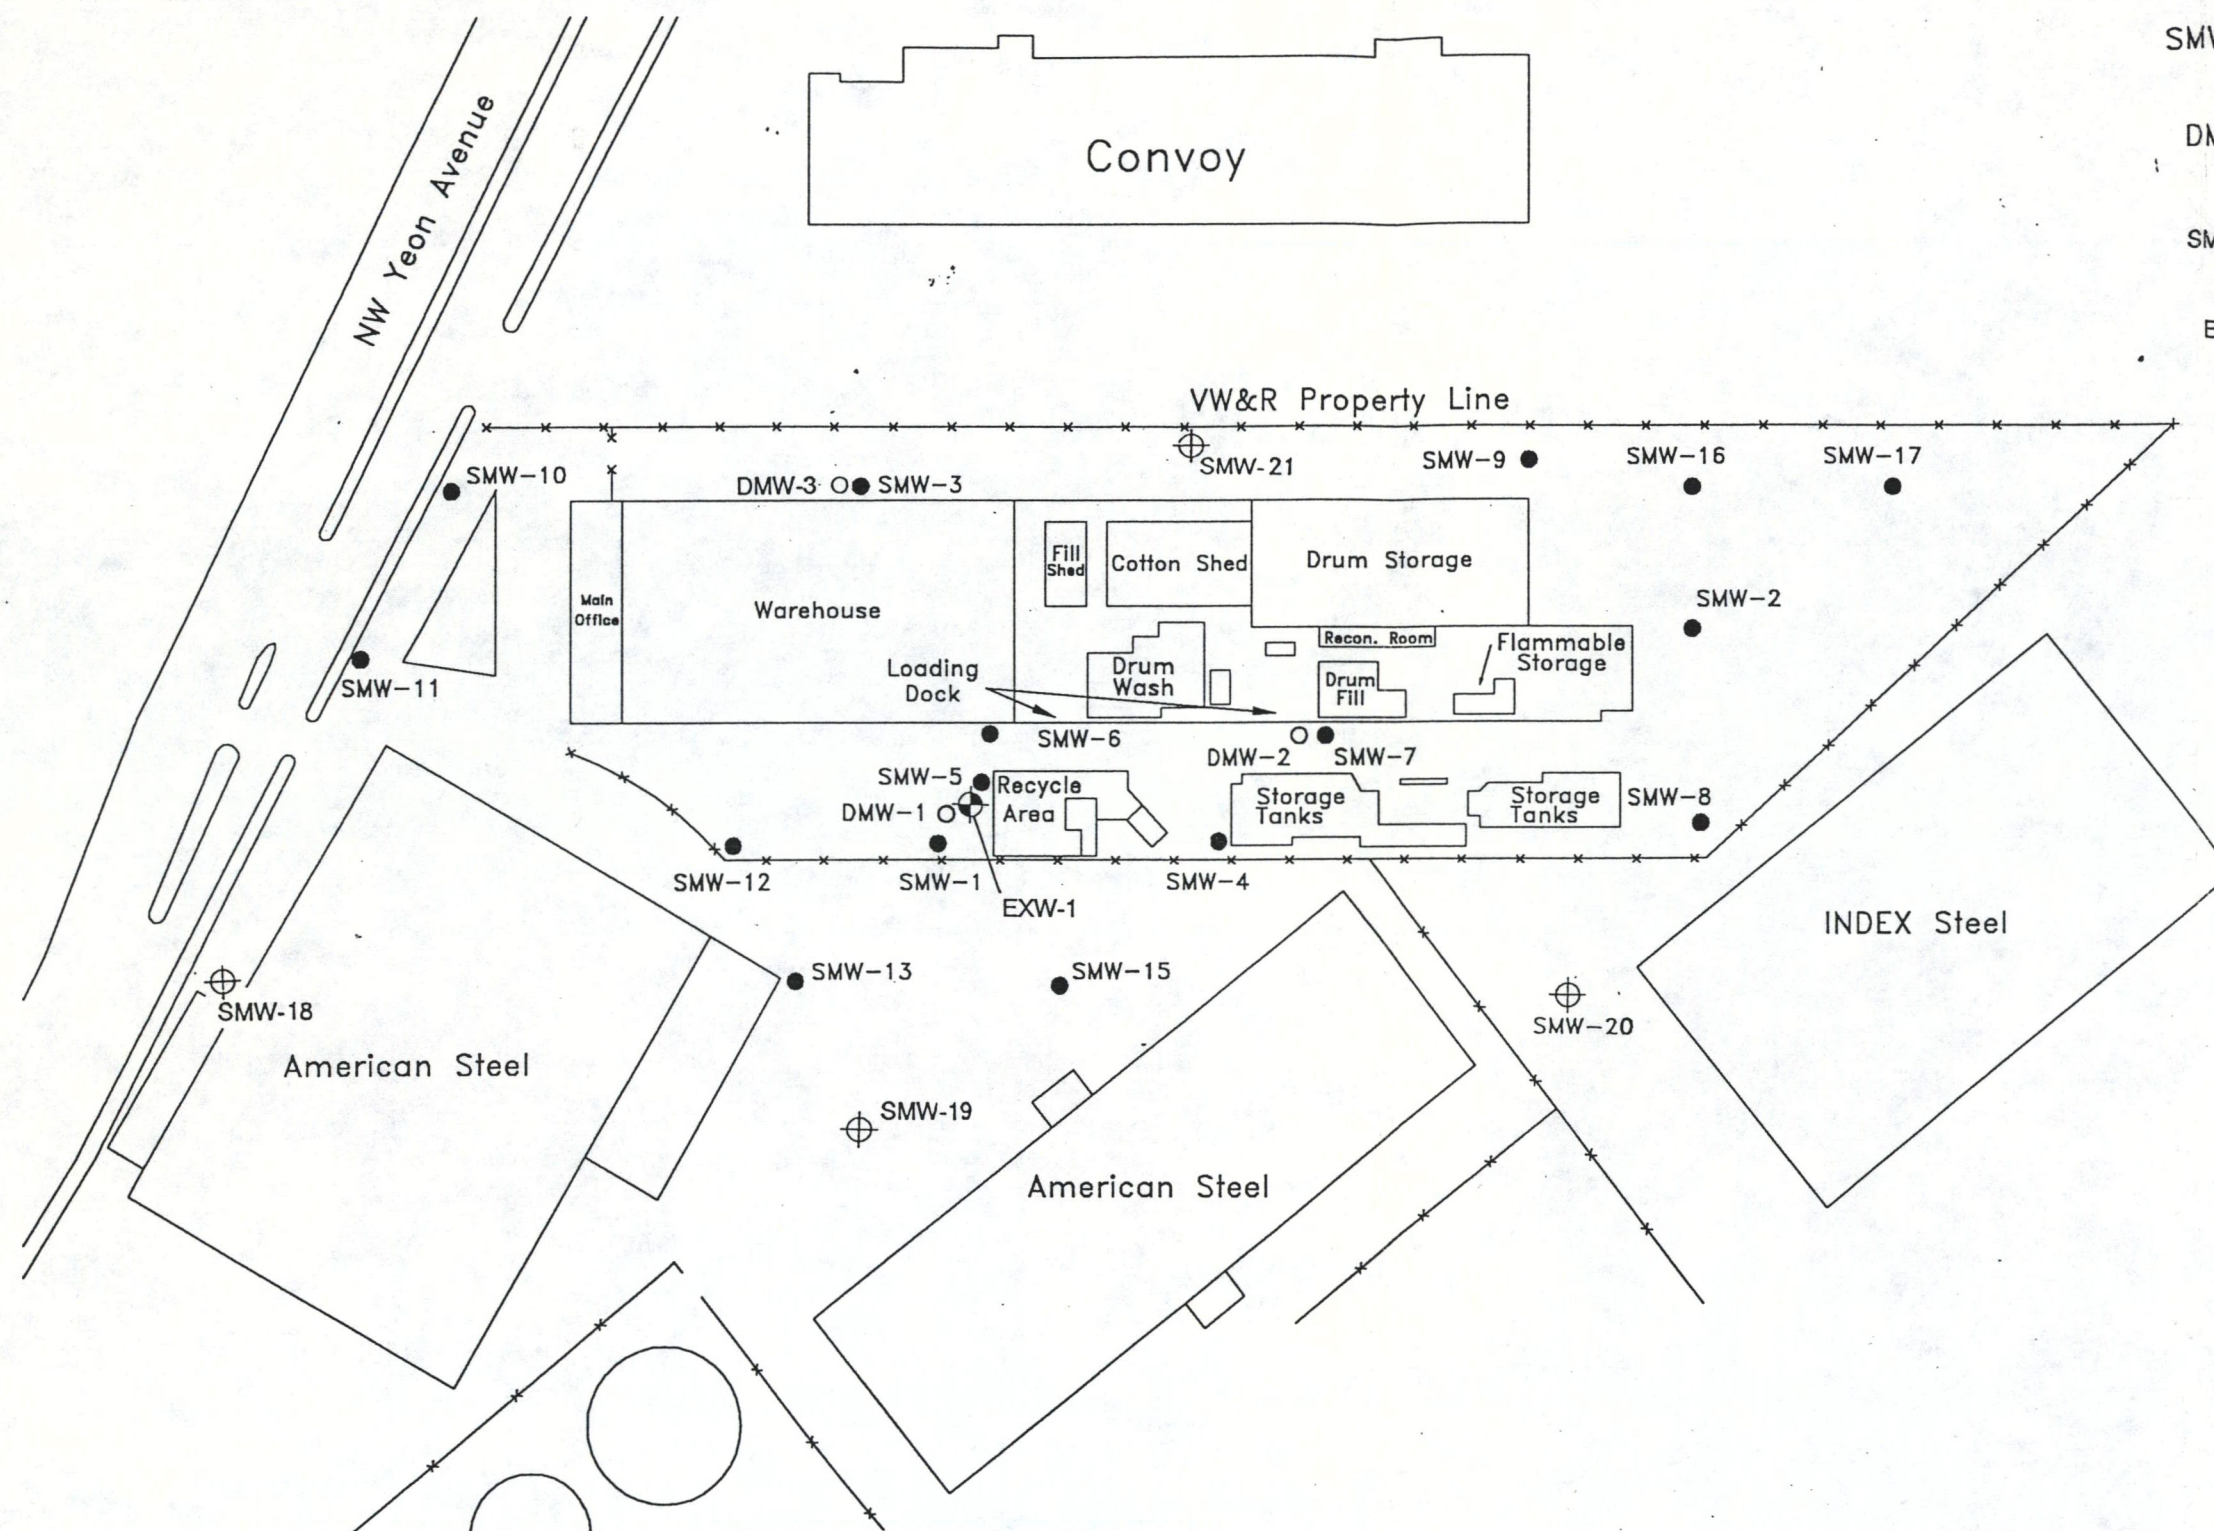 SMW
DM
SM
E
Convoy
NW Yeon Avenue
VW&R Property Line
SMW-21
SMW-9
SMW-16
SMW-17
SMW-10
DMW-3
SMW-3
Fill
Shed
Cotton Shed
Drum Storage
Main
Office
Warehouse
SMW-2
Recon. Room
Flammable
Storage
Loading
Dock
Drum
Wash
Drum
Fill
SMW-11
SMW-6
DMW-2
SMW-7
SMW-5
Recycle
Area
DMW-1
Storage
Tanks
Storage
Tanks
SMW-8
SMW-12
SMW-1
SMW-4
EXW-1
INDEX Steel
SMW-13
SMW-15
SMW-18
SMW-20
American Steel
SMW-19
American Steel